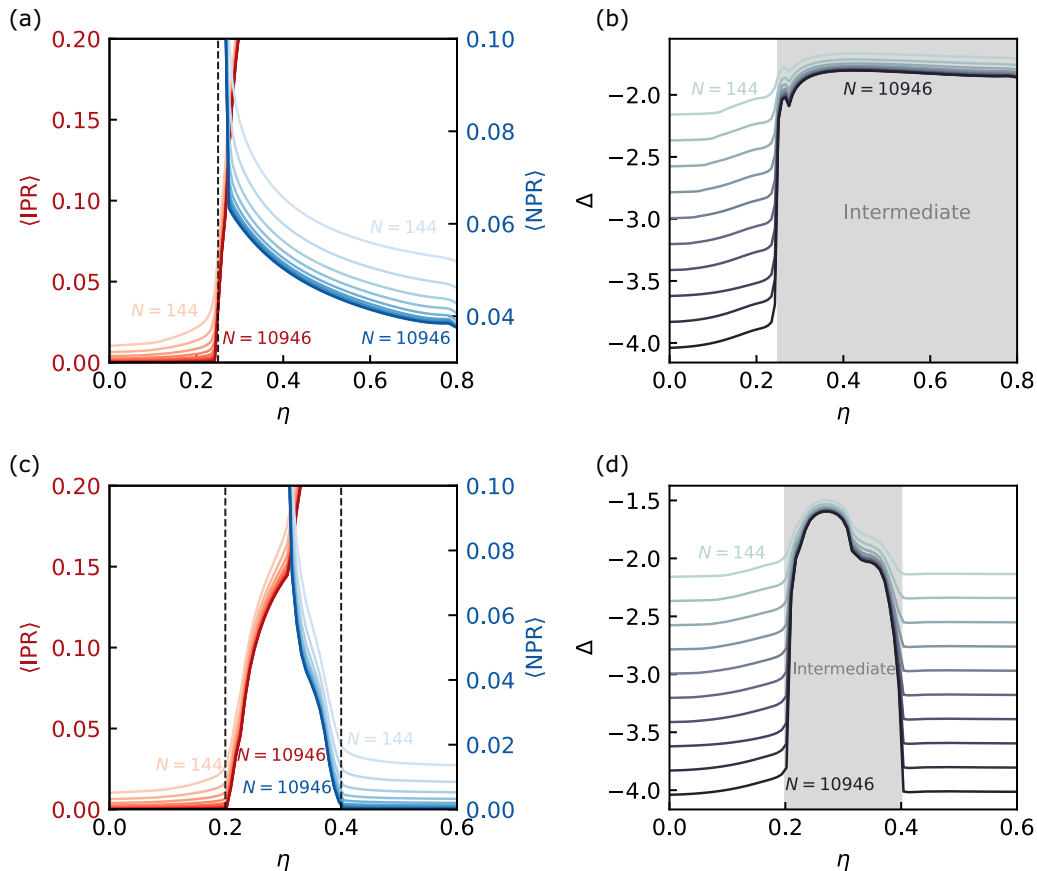 (a)
0.20
0.15
0.10
0.05
0.00
⟨IPR⟩
0.10
0.08
0.06
0.04
⟨NPR⟩
N = 144
N = 144
N = 10946
N = 10946
0.0 0.2 0.4 0.6 0.8
η
(b)
−2.0
−2.5
−3.0
−3.5
−4.0
Δ
N = 144
N = 10946
Intermediate
0.0 0.2 0.4 0.6 0.8
η
(c)
0.20
0.15
0.10
0.05
0.00
⟨IPR⟩
0.10
0.08
0.06
0.04
0.02
0.00
⟨NPR⟩
N = 144
N = 144
N = 10946
N = 10946
0.0 0.2 0.4 0.6
η
(d)
−1.5
−2.0
−2.5
−3.0
−3.5
−4.0
Δ
N = 144
Intermediate
N = 10946
0.0 0.2 0.4 0.6
η